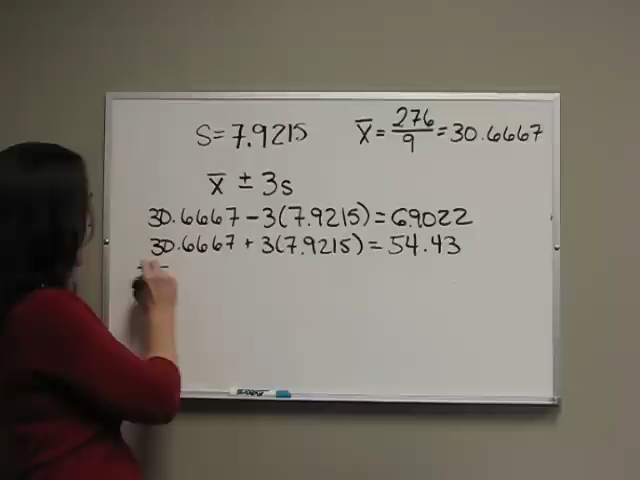 S = 7.9215
x̄ = 276/9 = 30.6667
x̄ ± 3s
30.6667 - 3(7.9215) = 6.9022
30.6667 + 3(7.9215) = 54.43